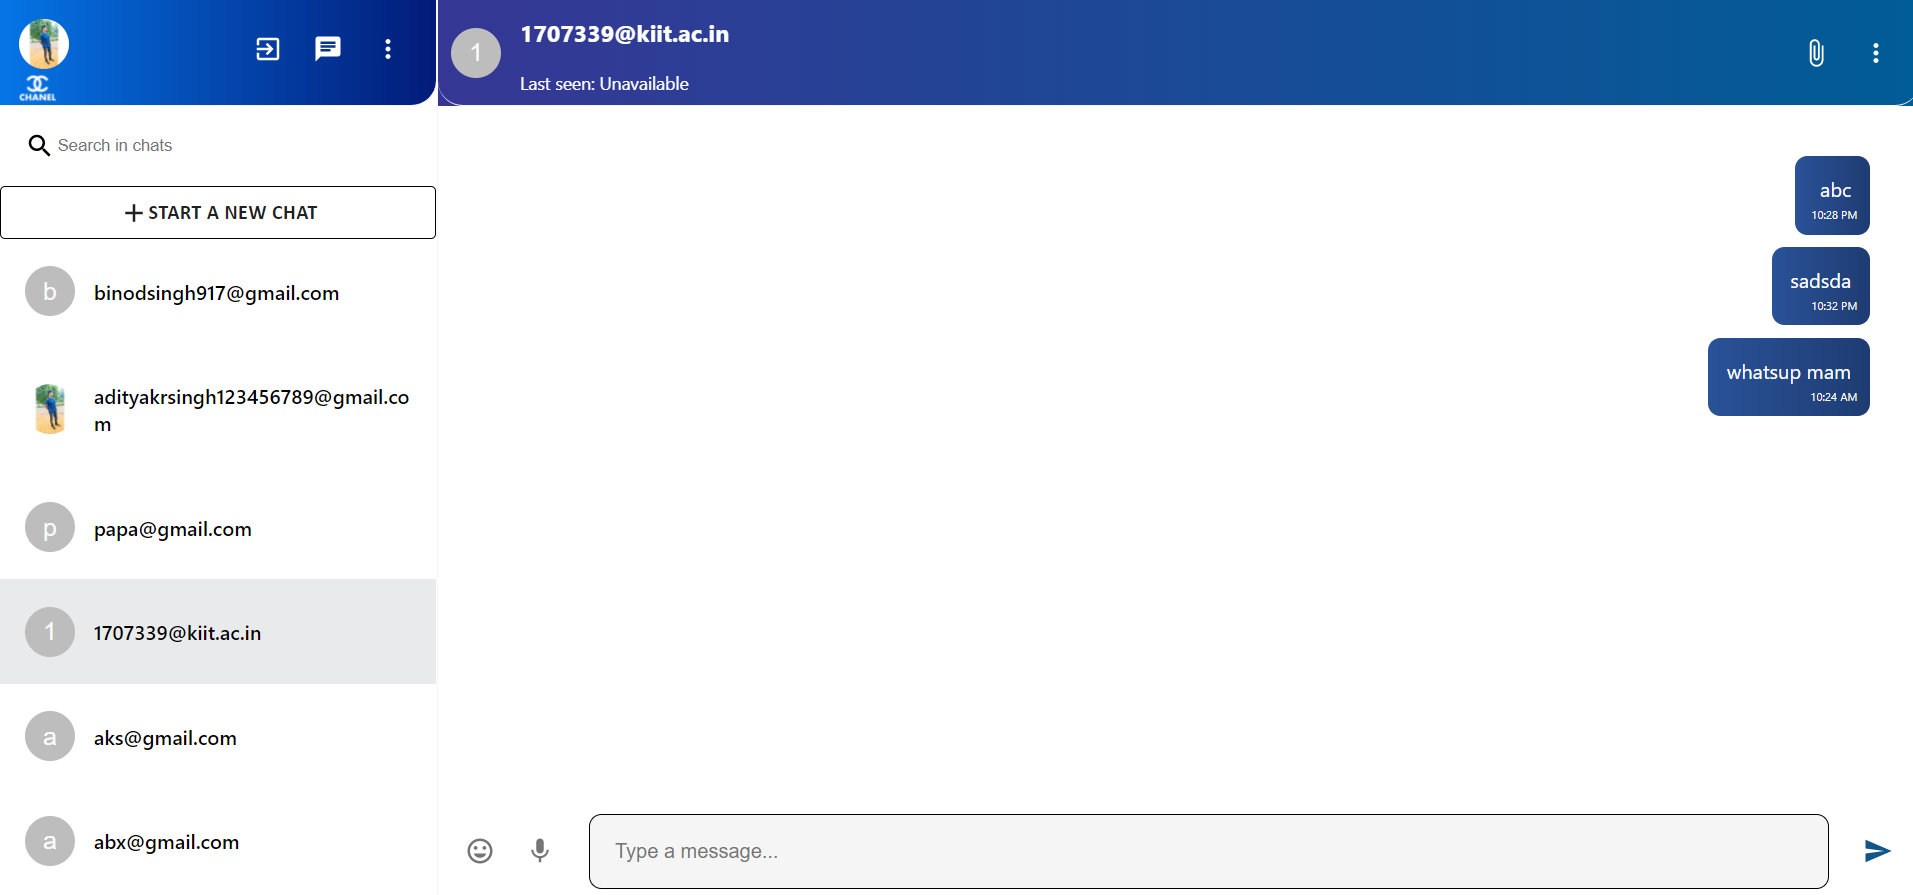 CHANEL
Search in chats
START A NEW CHAT
b
binodsingh917@gmail.com
adityakrsingh123456789@gmail.co
m
p
papa@gmail.com
1
1707339@kiit.ac.in
a
aks@gmail.com
a
abx@gmail.com
1
1707339@kiit.ac.in
Last seen: Unavailable
abc
10:28 PM
sadsda
10:32 PM
whatsup mam
10:24 AM
Type a message...